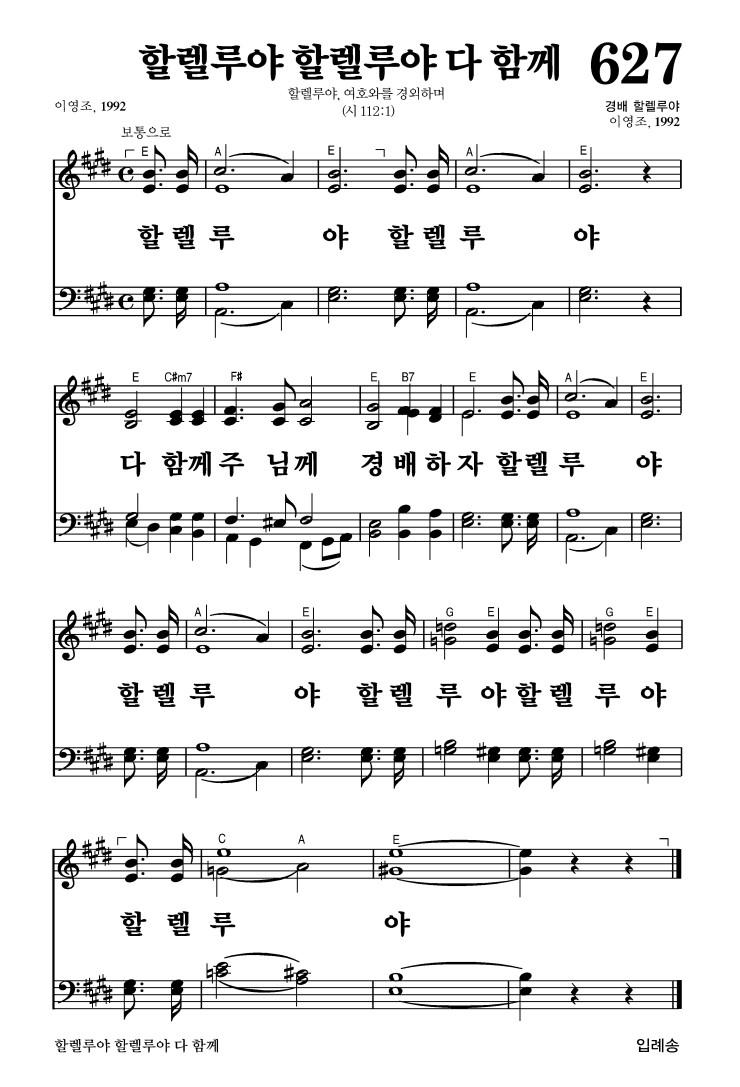 할렐루야 할렐루야 다 함께 627
할렐루야, 여호와를 경외하며
(시 112:1)
이영조, 1992
경배 할렐루야
이영조, 1992
보통으로
E A E A E
할 렐 루 야 할 렐 루 야
E C#m7 F# E B7 E A E
다 함께주 님께 경배하자 할렐 루 야
A E G E G E
할 렐 루 야 할 렐 루 야 할 렐 루 야
C A E
할 렐 루 야
할렐루야 할렐루야 다 함께
입례송